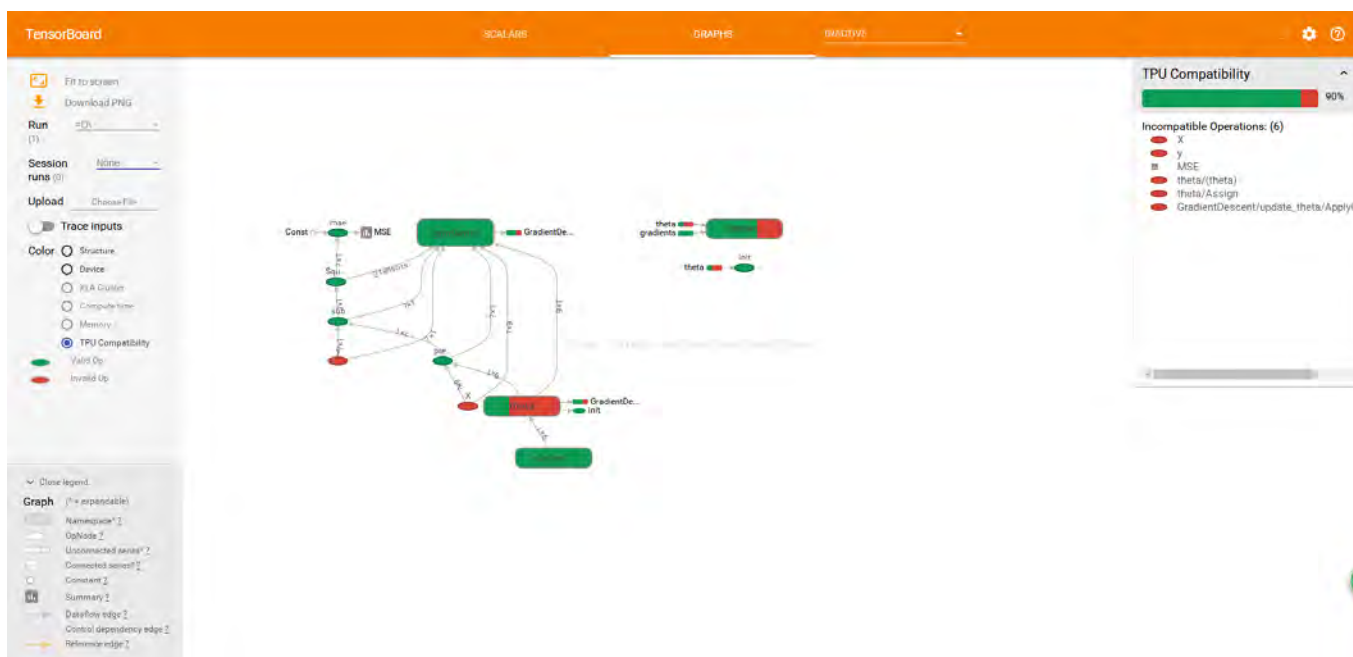 TensorBoard
SCALARS
GRAPHS
INACTIVE
Fit to screen
Download PNG
Run
(1)
Session runs (0)
None
Upload
Choose File
Trace inputs
Color
Structure
Device
XLA Cluster
Compute time
Memory
TPU Compatibility
Valid Op
Invalid Op
Close legend.
Graph (* = expandable)
Namespace* ?
OpNode ?
Unconnected series* ?
Connected series* ?
Constant ?
Summary ?
Dataflow edge ?
Control dependency edge ?
Reference edge ?
Const
MSE
GradientDe...
theta
gradients
theta
init
sub
X
GradientDe...
init
TPU Compatibility
90%
Incompatible Operations: (6)
X
y
MSE
theta/(theta)
theta/Assign
GradientDescent/update_theta/Apply